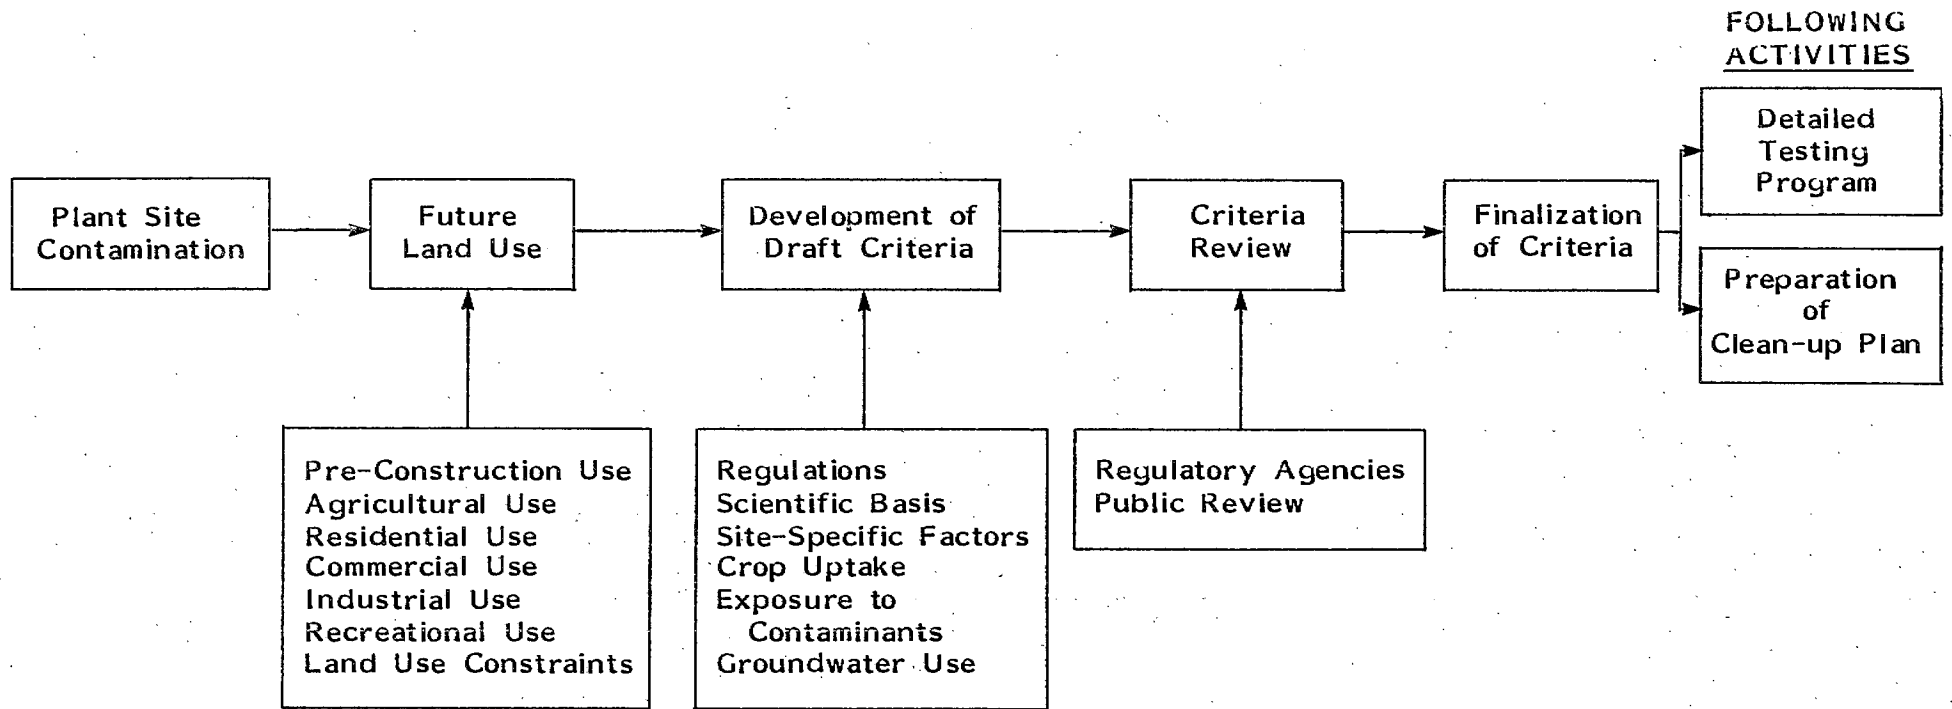 FOLLOWING
ACTIVITIES
Plant Site
Contamination
Future
Land Use
Development of
Draft Criteria
Criteria
Review
Finalization
of Criteria
Detailed
Testing
Program
Preparation
of
Clean-up Plan
Pre-Construction Use
Agricultural Use
Residential Use
Commercial Use
Industrial Use
Recreational Use
Land Use Constraints
Regulations
Scientific Basis
Site-Specific Factors
Crop Uptake
Exposure to
Contaminants
Groundwater Use
Regulatory Agencies
Public Review